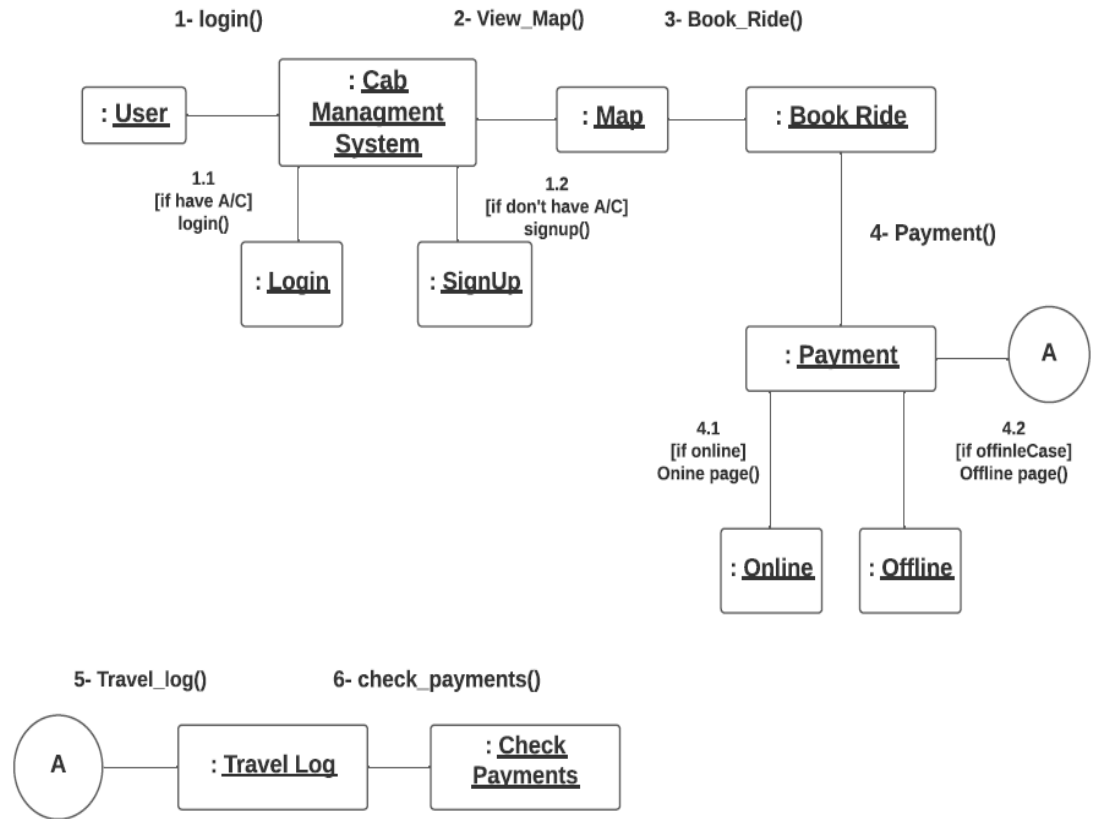 1- login()
2- View_Map()
3- Book_Ride()
: User
: Cab
Managment
System
: Map
: Book Ride
1.1
[if have A/C]
login()
1.2
[if don't have A/C]
signup()
4- Payment()
: Login
: SignUp
: Payment
A
4.1
[if online]
Onine page()
4.2
[if offinleCase]
Offline page()
: Online
: Offline
5- Travel_log()
6- check_payments()
A
: Travel Log
: Check
Payments